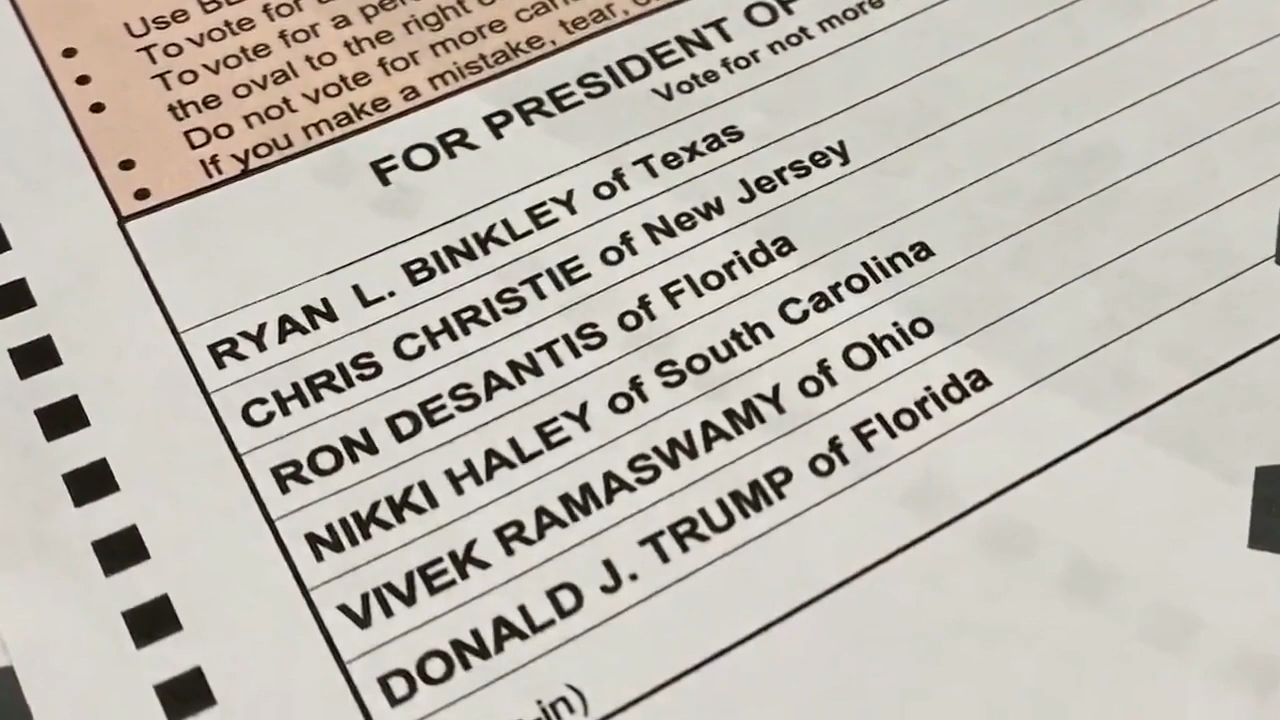 Use
To vote for
To vote for a
the oval to the right
Do not vote for more
If you make a mistake, tear,
FOR PRESIDENT OF
Vote for not more
RYAN L. BINKLEY of Texas
CHRIS CHRISTIE of New Jersey
RON DESANTIS of Florida
NIKKI HALEY of South Carolina
VIVEK RAMASWAMY of Ohio
DONALD J. TRUMP of Florida
-in)